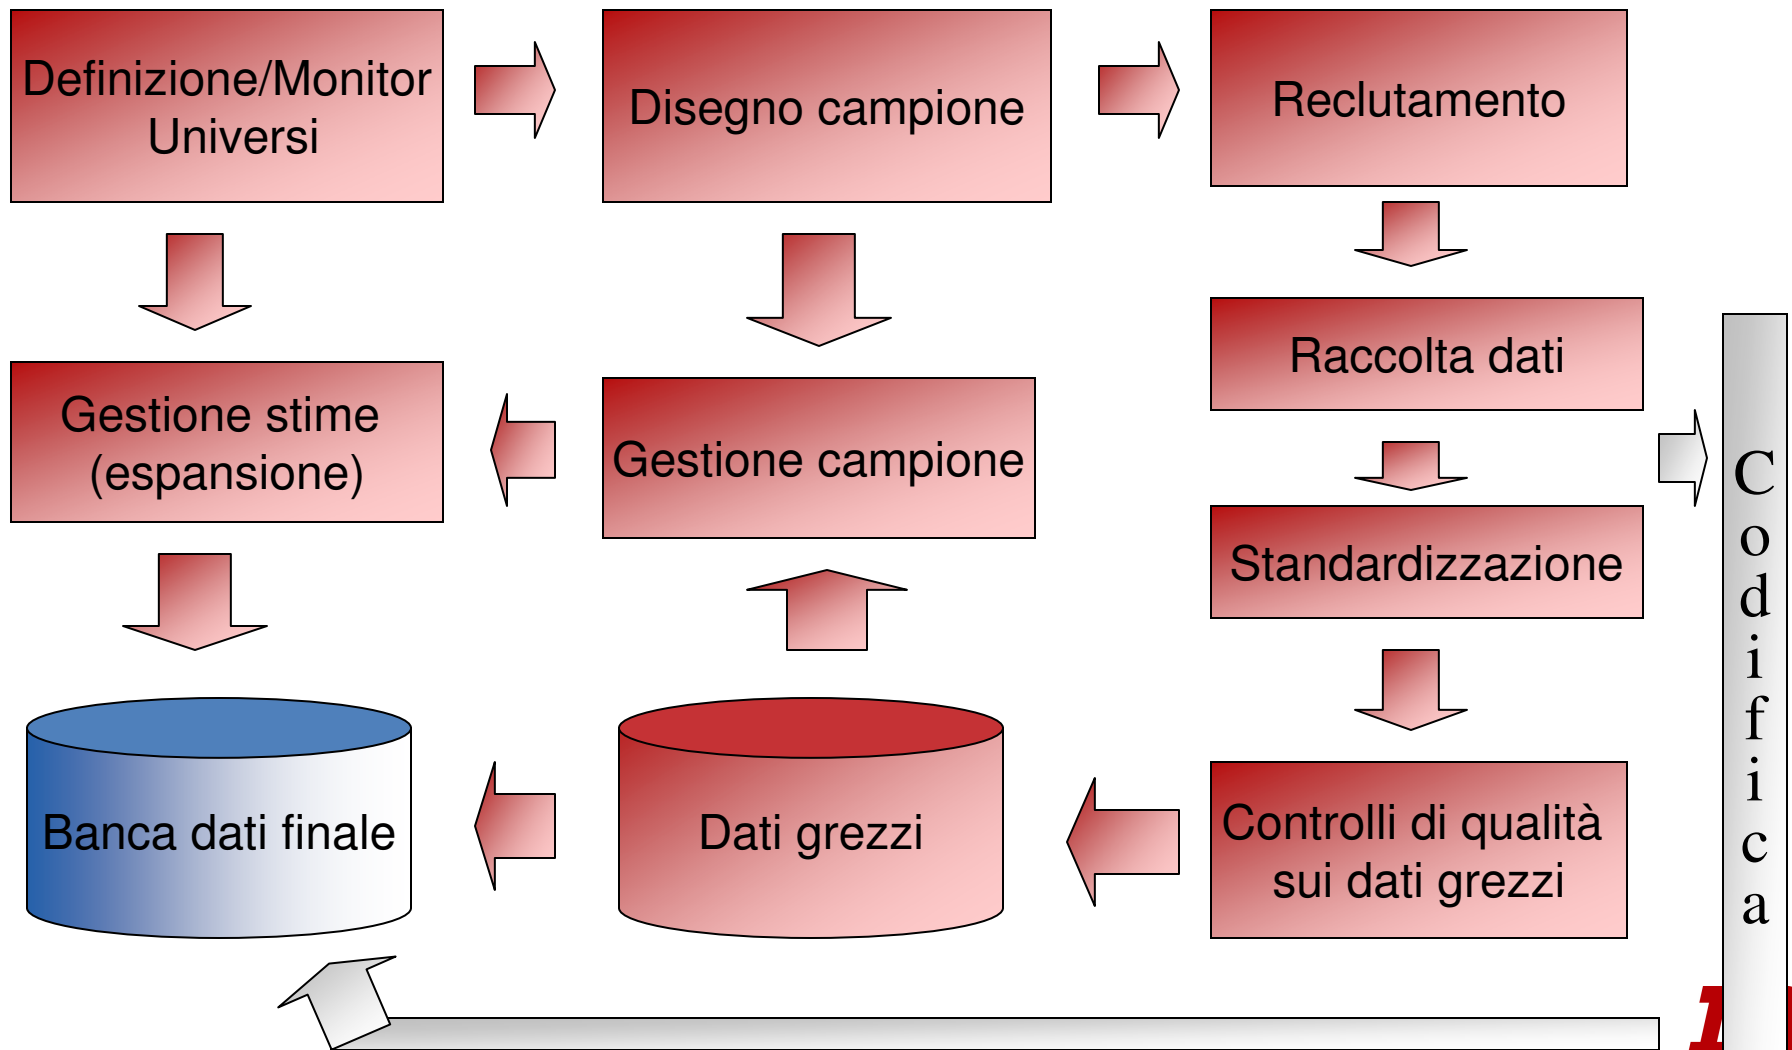 Definizione/Monitor
Universi
Disegno campione
Reclutamento
Gestione stime
(espansione)
Gestione campione
Raccolta dati
Standardizzazione
Codifica
Banca dati finale
Dati grezzi
Controlli di qualità
sui dati grezzi